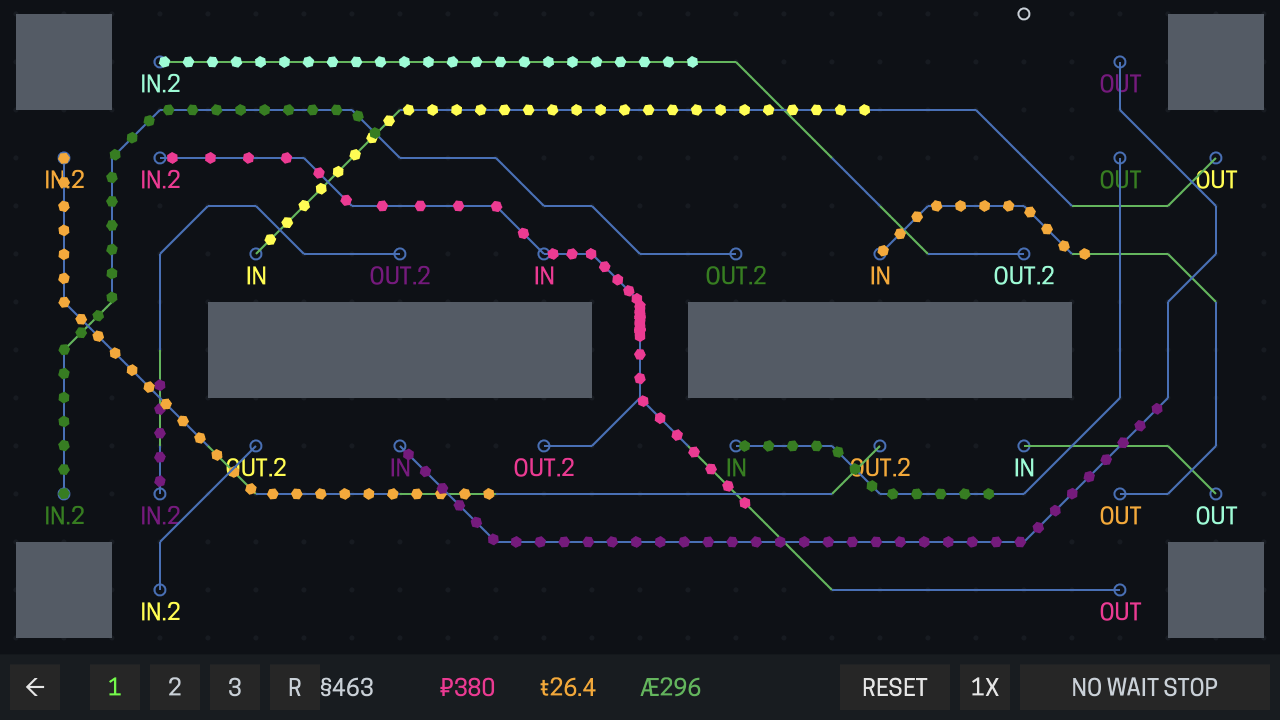 IN.2 OUT
IN.2 IN.2 OUT OUT
IN OUT.2 IN OUT.2 IN OUT.2
OUT.2 IN OUT.2 IN OUT.2 IN
IN.2 IN.2 OUT OUT
IN.2 OUT
← 1 2 3 R §463 ₽380 ŧ26.4 Æ296 RESET 1X NO WAIT STOP